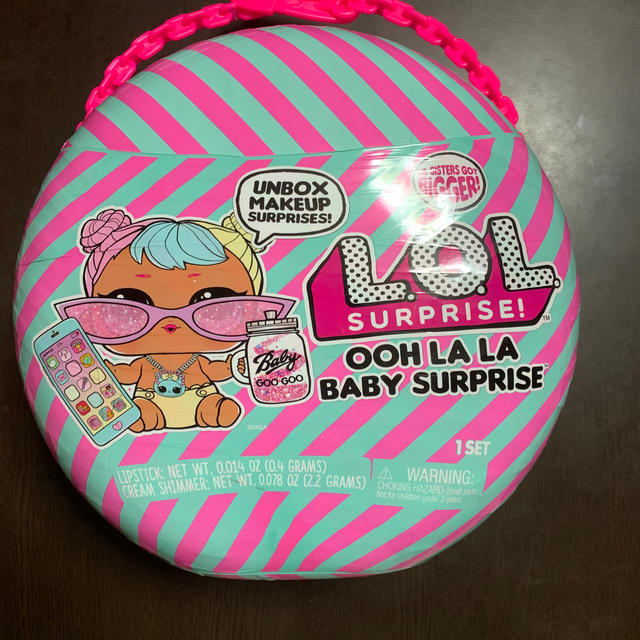 UNBOX
MAKEUP
SURPRISES!
SISTERS GOT
BIGGER!
L.O.L.
SURPRISE!
TM
OOH LA LA
BABY SURPRISE
Baby
GOO GOO
©MGA
1 SET
LIPSTICK: NET WT. 0.014 OZ (0.4 GRAMS)
CREAM SHIMMER: NET WT. 0.078 OZ (2.2 GRAMS)
WARNING:
CHOKING HAZARD-Small parts.
Not for children under 3 years.